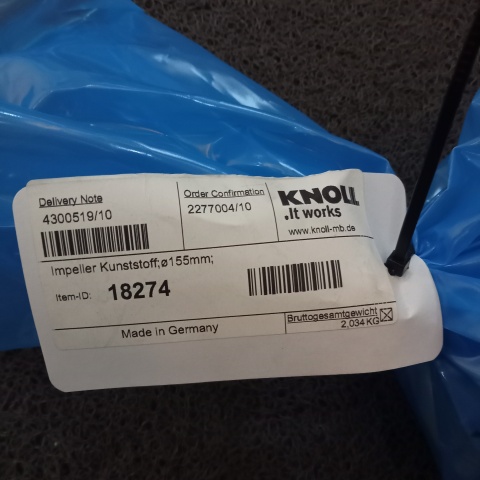 Delivery Note
4300519/10
Order Confirmation
2277004/10
KNOLL
.It works
www.knoll-mb.de
Impeller Kunststoff;ø155mm;
Item-ID: 18274
Made in Germany
Bruttogesamtgewicht
2,034 KG